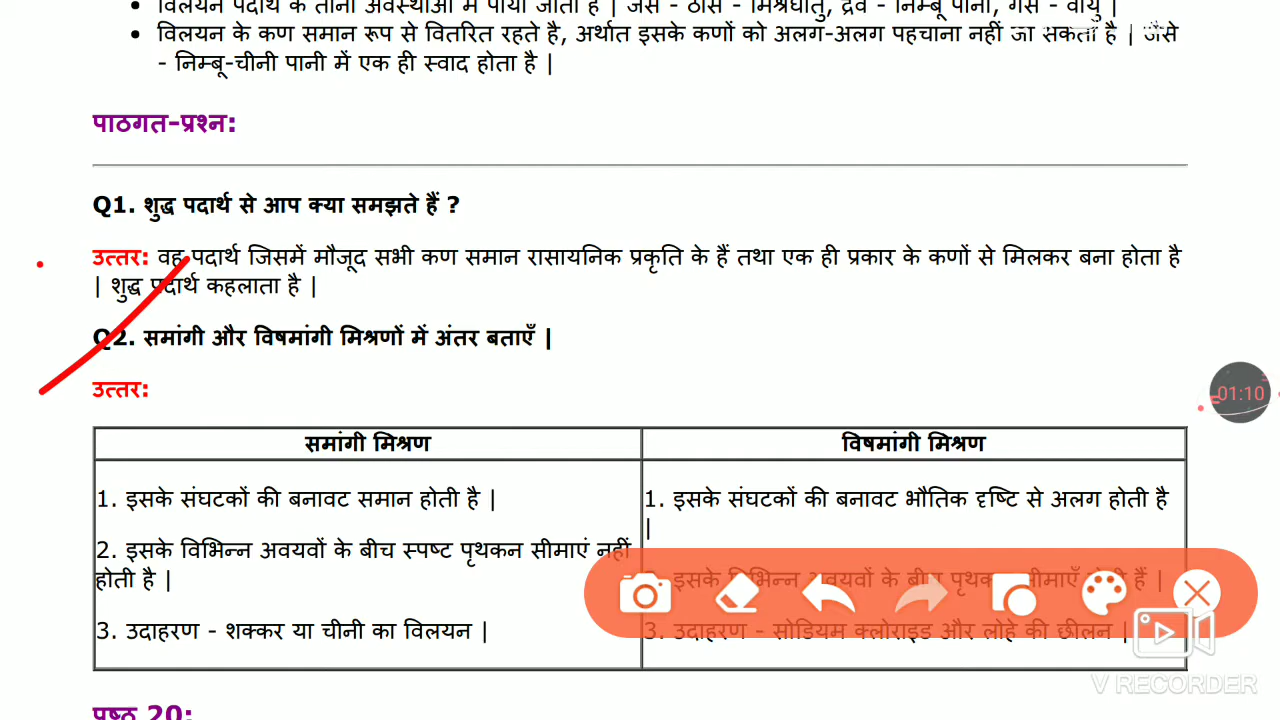 विलयन पदार्थ के तीनों अवस्थाओं में पाया जाता है | जैसे - ठोस - मिश्रधातु, द्रव - निम्बू पानी, गैस - वायु |
विलयन के कण समान रूप से वितरित रहते है, अर्थात इसके कणों को अलग-अलग पहचाना नहीं जा सकता है | जैसे
- निम्बू-चीनी पानी में एक ही स्वाद होता है |
पाठगत-प्रश्न:
Q1. शुद्ध पदार्थ से आप क्या समझते हैं ?
उत्तर: वह पदार्थ जिसमें मौजूद सभी कण समान रासायनिक प्रकृति के हैं तथा एक ही प्रकार के कणों से मिलकर बना होता है
| शुद्ध पदार्थ कहलाता है |
Q2. समांगी और विषमांगी मिश्रणों में अंतर बताएँ |
उत्तर:
समांगी मिश्रण
विषमांगी मिश्रण
1. इसके संघटकों की बनावट समान होती है |
2. इसके विभिन्न अवयवों के बीच स्पष्ट पृथकन सीमाएं नहीं
होती है |
3. उदाहरण - शक्कर या चीनी का विलयन |
1. इसके संघटकों की बनावट भौतिक दृष्टि से अलग होती है
|
इसके विभिन्न अवयवों के बीच पृथकन सीमाएँ होती हैं |
3. उदाहरण - सोडियम क्लोराइड और लोहे की छीलन |
01:10
V RECORDER
पृष्ठ 20: